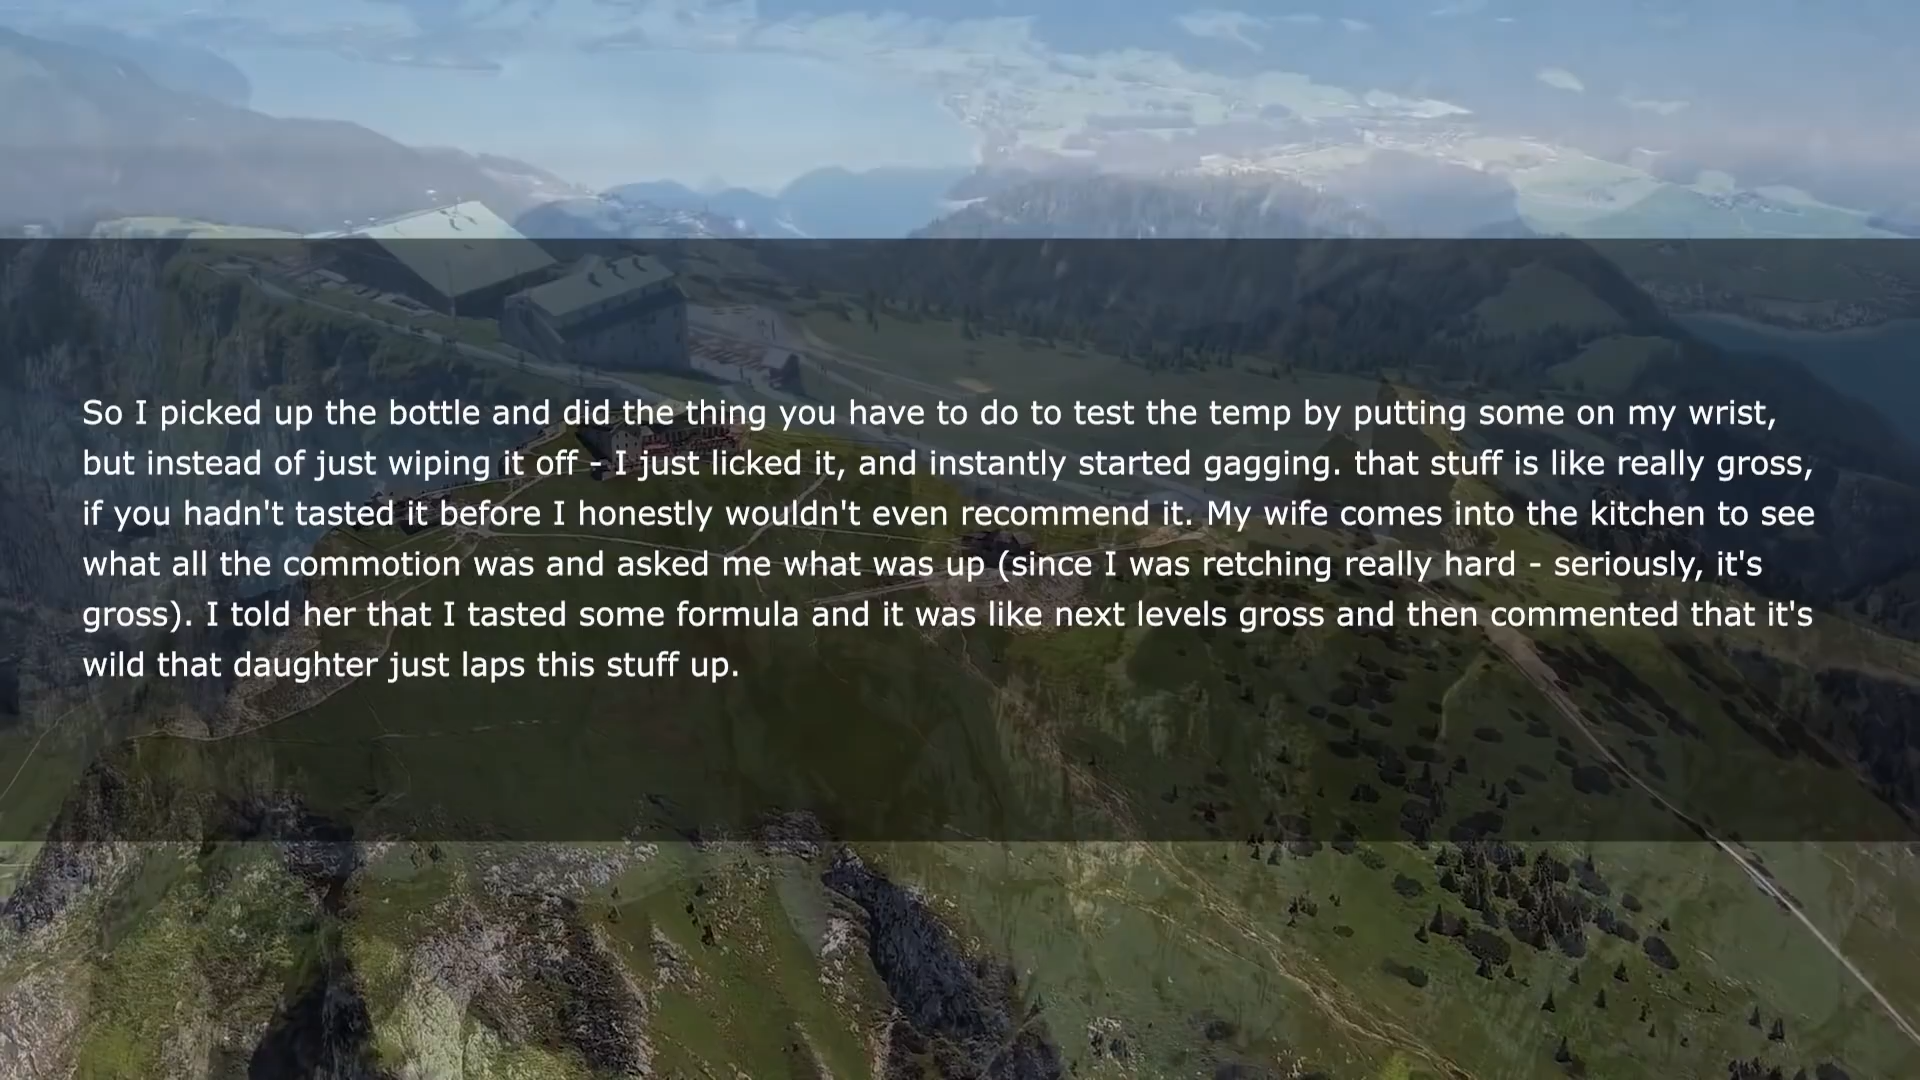 So I picked up the bottle and did the thing you have to do to test the temp by putting some on my wrist,
but instead of just wiping it off - I just licked it, and instantly started gagging. that stuff is like really gross,
if you hadn't tasted it before I honestly wouldn't even recommend it. My wife comes into the kitchen to see
what all the commotion was and asked me what was up (since I was retching really hard - seriously, it's
gross). I told her that I tasted some formula and it was like next levels gross and then commented that it's
wild that daughter just laps this stuff up.